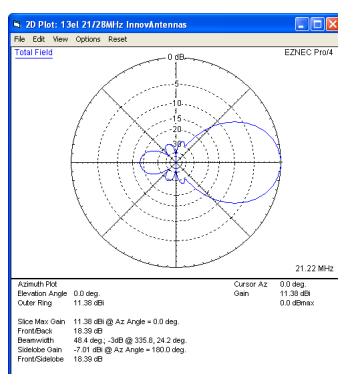 2D Plot: 13el 21/28MHz InnovAntennas
File Edit View Options Reset
Total Field
0 dB
EZNEC Pro/4
-5
-10
-15
-20
-30
21.22 MHz
Azimuth Plot
Elevation Angle 0.0 deg.
Outer Ring 11.38 dBi
Cursor Az 0.0 deg.
Gain 11.38 dBi
0.0 dBmax
Slice Max Gain 11.38 dBi @ Az Angle = 0.0 deg.
Front/Back 18.39 dB
Beamwidth 48.4 deg.; -3dB @ 335.8, 24.2 deg.
Sidelobe Gain -7.01 dBi @ Az Angle = 180.0 deg.
Front/Sidelobe 18.39 dB